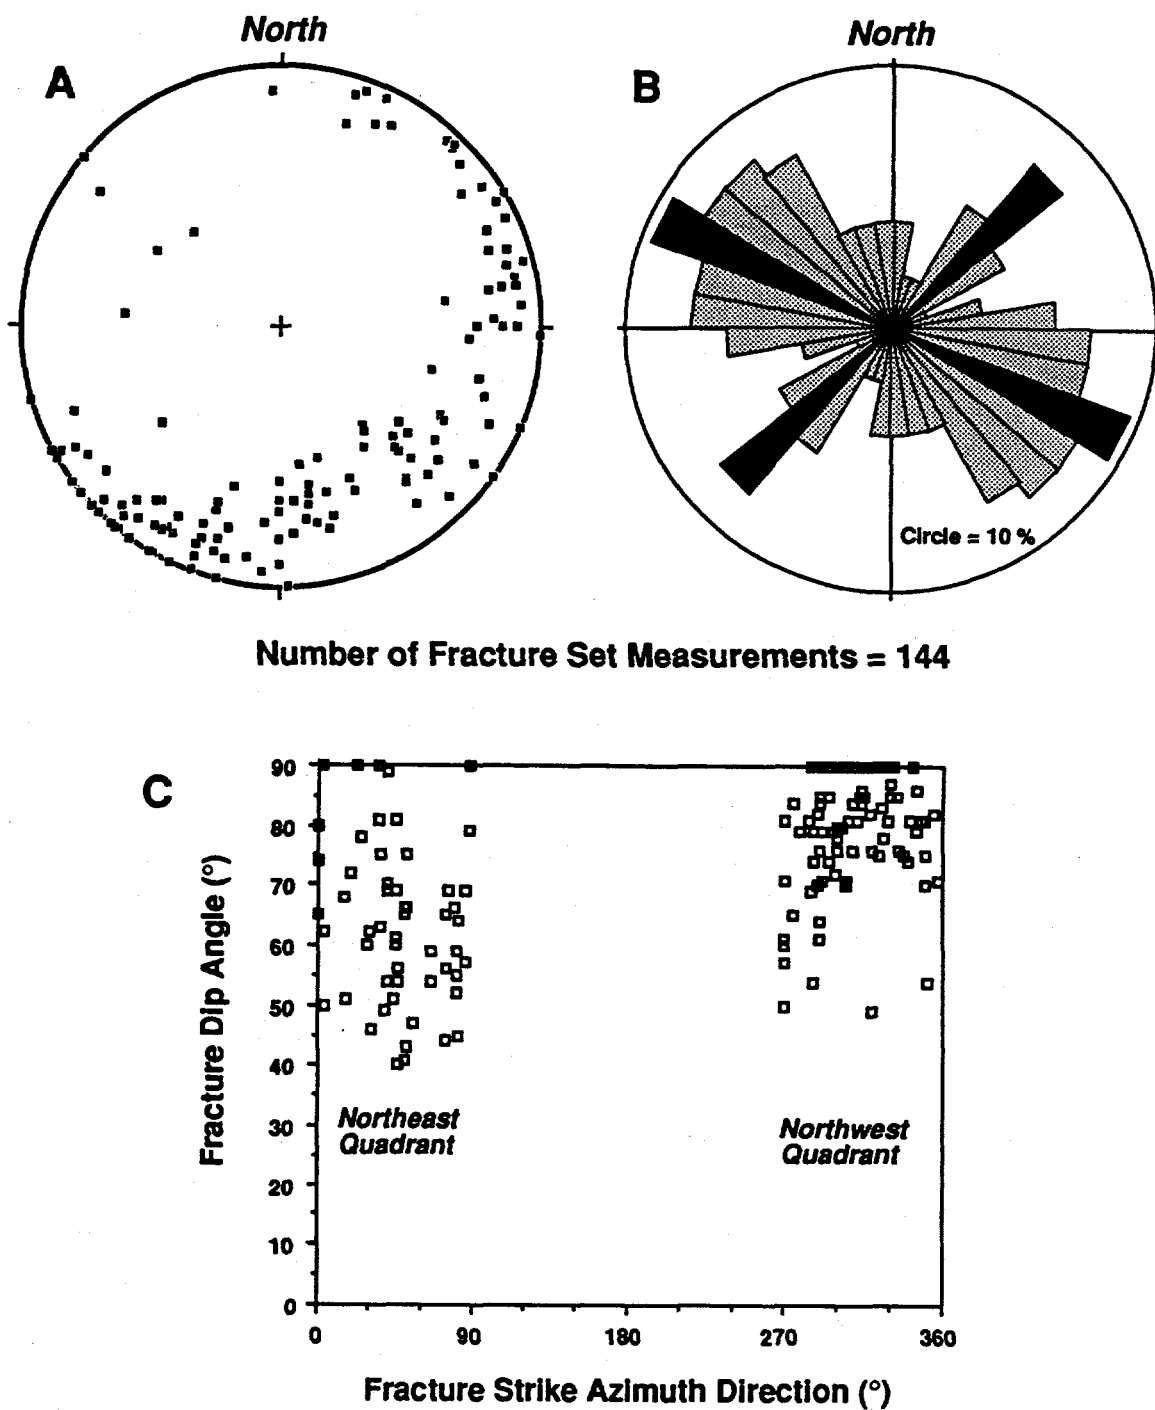 North
A
North
B
Circle = 10 %
Number of Fracture Set Measurements = 144
C
90
80
70
60
50
40
30
20
10
0
Fracture Dip Angle (°)
Northeast
Quadrant
Northwest
Quadrant
0
90
180
270
360
Fracture Strike Azimuth Direction (°)